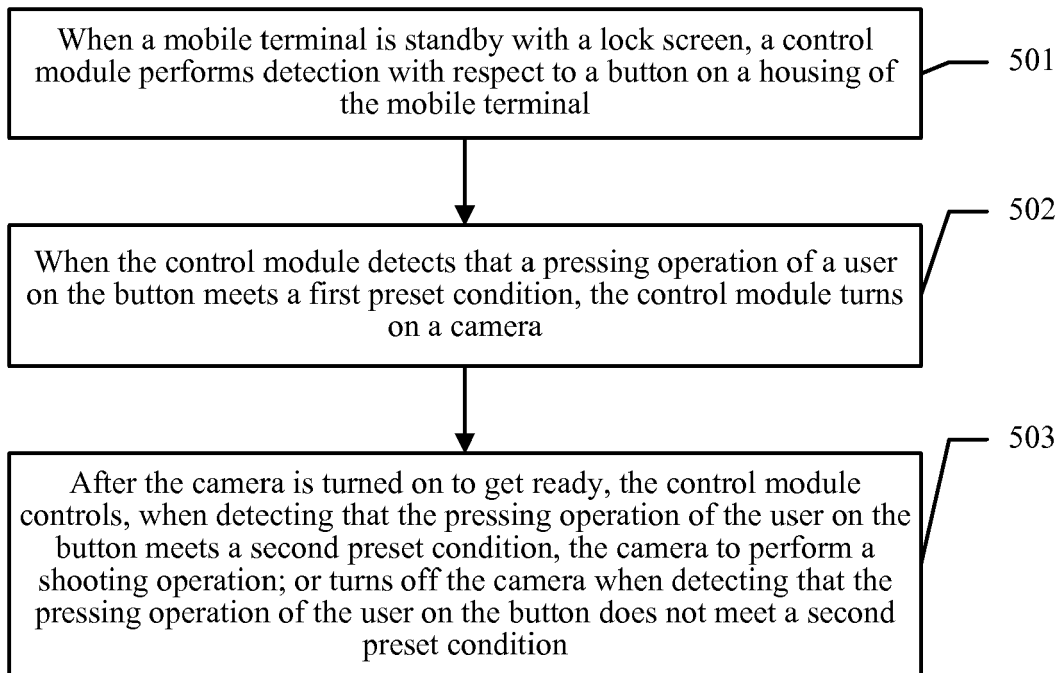 When a mobile terminal is standby with a lock screen, a control
module performs detection with respect to a button on a housing of
the mobile terminal
501
When the control module detects that a pressing operation of a user
on the button meets a first preset condition, the control module turns
on a camera
502
After the camera is turned on to get ready, the control module
controls, when detecting that the pressing operation of the user on the
button meets a second preset condition, the camera to perform a
shooting operation; or turns off the camera when detecting that the
pressing operation of the user on the button does not meet a second
preset condition
503